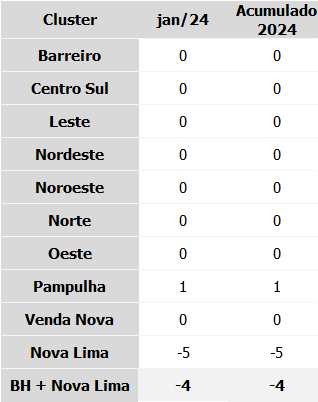 Cluster jan/24 Acumulado 2024
Barreiro 0 0
Centro Sul 0 0
Leste 0 0
Nordeste 0 0
Noroeste 0 0
Norte 0 0
Oeste 0 0
Pampulha 1 1
Venda Nova 0 0
Nova Lima -5 -5
BH + Nova Lima -4 -4